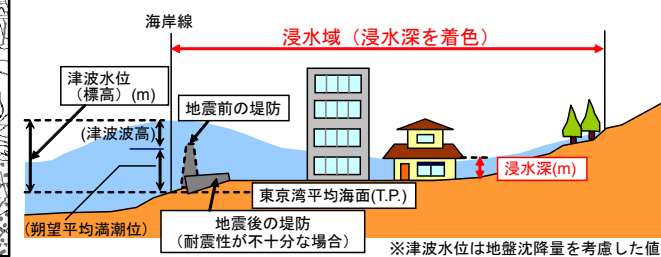 海岸線
浸水域（浸水深を着色）
津波水位
（標高）(m)
地震前の堤防
(津波波高)
浸水深(m)
東京湾平均海面(T.P.)
(朔望平均満潮位)
地震後の堤防
（耐震性が不十分な場合）
※津波水位は地盤沈降量を考慮した値